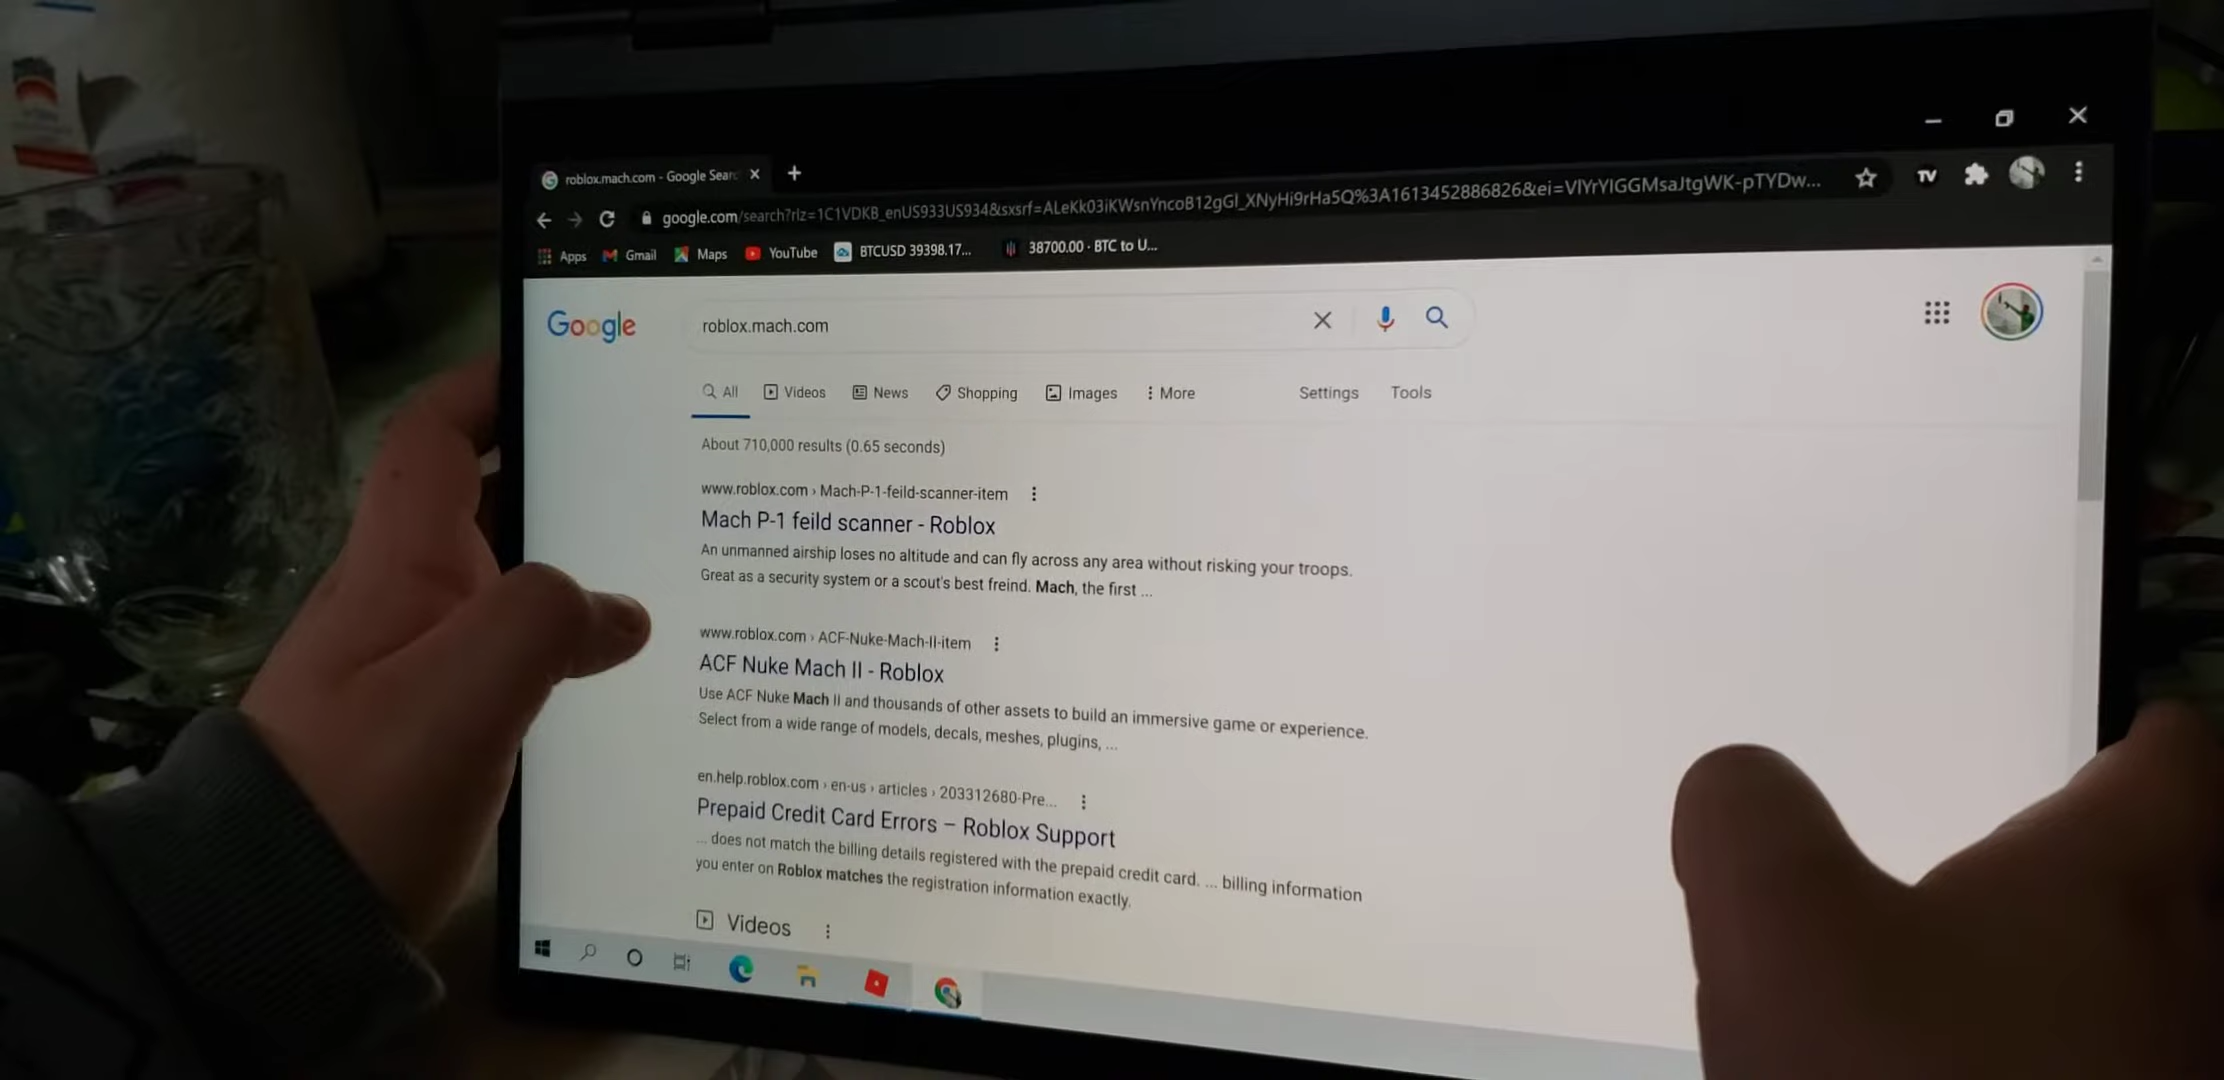 roblox.mach.com - Google Sear
google.com/search?rlz=1C1VDKB_enUS933US934&sxsrf=ALeKk03iKWsnYncoB12gGl_XNyHi9rHa5Q%3A1613452886826&ei=VlYrYIGGMsaJtgWK-pTYDw...
Apps Gmail Maps YouTube BTCUSD 39398.17... 38700.00 · BTC to U...
Google roblox.mach.com
All Videos News Shopping Images More Settings Tools
About 710,000 results (0.65 seconds)
www.roblox.com › Mach-P-1-feild-scanner-item
Mach P-1 feild scanner - Roblox
An unmanned airship loses no altitude and can fly across any area without risking your troops.
Great as a security system or a scout's best freind. Mach, the first ...
www.roblox.com › ACF-Nuke-Mach-II-item
ACF Nuke Mach II - Roblox
Use ACF Nuke Mach II and thousands of other assets to build an immersive game or experience.
Select from a wide range of models, decals, meshes, plugins, ...
en.help.roblox.com › en-us › articles › 203312680-Pre...
Prepaid Credit Card Errors – Roblox Support
... does not match the billing details registered with the prepaid credit card. ... billing information
you enter on Roblox matches the registration information exactly.
Videos